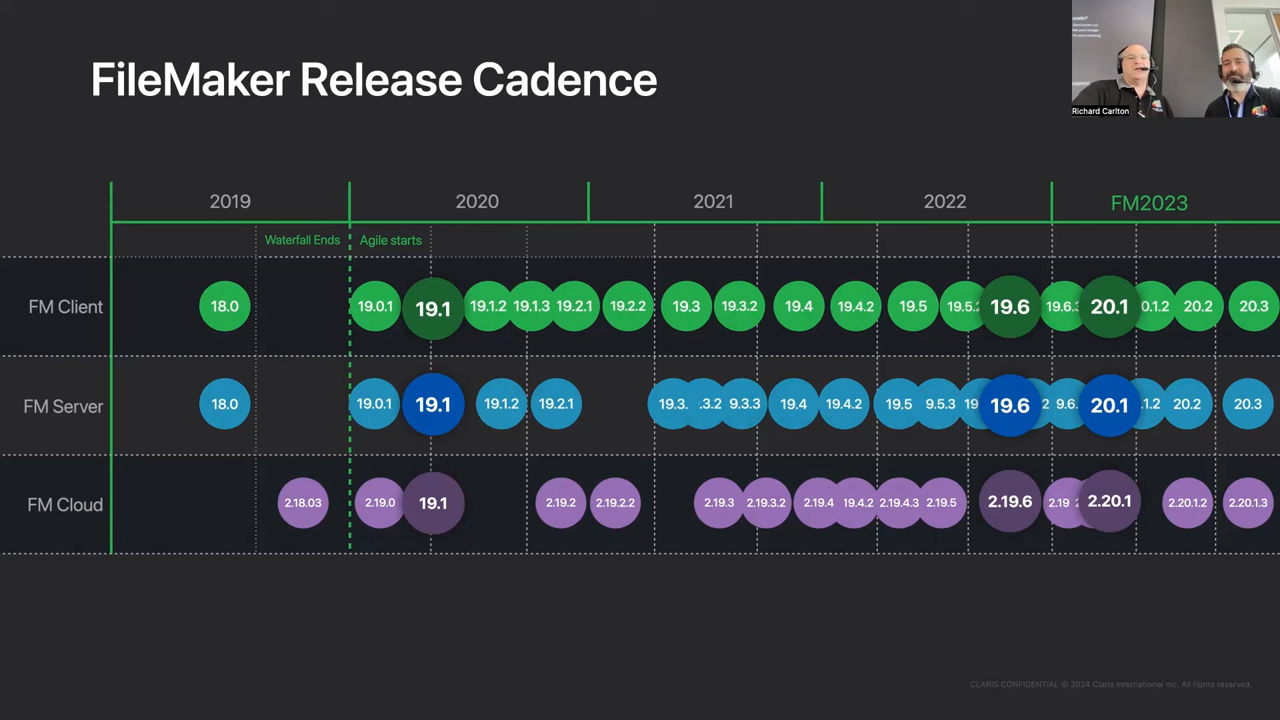 FileMaker Release Cadence
Richard Carlton
2019 2020 2021 2022 FM2023
Waterfall Ends Agile starts
FM Client 18.0 19.0.1 19.1 19.1.2 19.1.3 19.2.1 19.2.2 19.3 19.3.2 19.4 19.4.2 19.5 19.5.2 19.6 19.6.3 20.1 0.1.2 20.2 20.3
FM Server 18.0 19.0.1 19.1 19.1.2 19.2.1 19.3. .3.2 9.3.3 19.4 19.4.2 19.5 9.5.3 19 19.6 2 9.6. 20.1 .1.2 20.2 20.3
FM Cloud 2.18.03 2.19.0 19.1 2.19.2 2.19.2.2 2.19.3 2.19.3.2 2.19.4 19.4.2 2.19.4.3 2.19.5 2.19.6 2.19 2.20.1 2.20.1.2 2.20.1.3
CLARIS CONFIDENTIAL © 2024 Claris International Inc. All rights reserved.